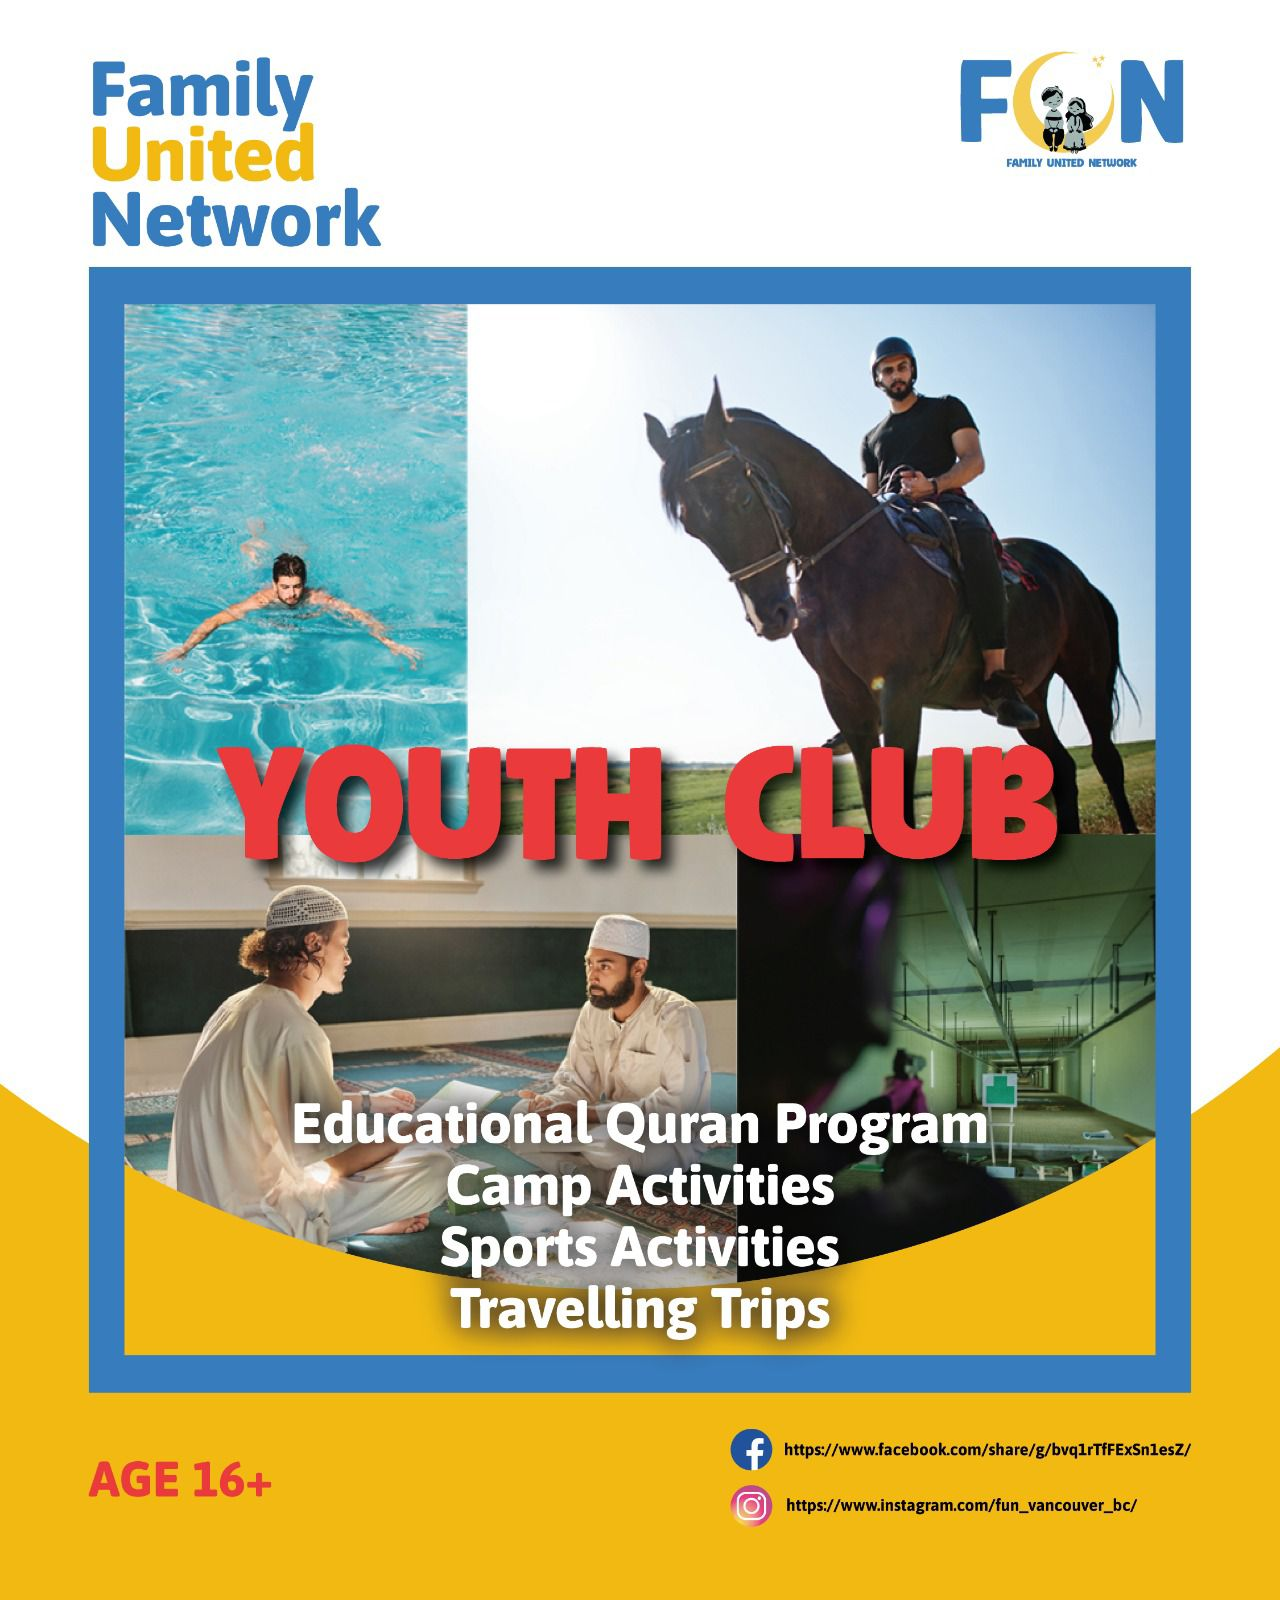 Family
United
Network
FUN
FAMILY UNITED NETWORK
YOUTH CLUB
Educational Quran Program
Camp Activities
Sports Activities
Travelling Trips
AGE 16+
https://www.facebook.com/share/g/bvq1rTfFExSn1esZ/
https://www.instagram.com/fun_vancouver_bc/